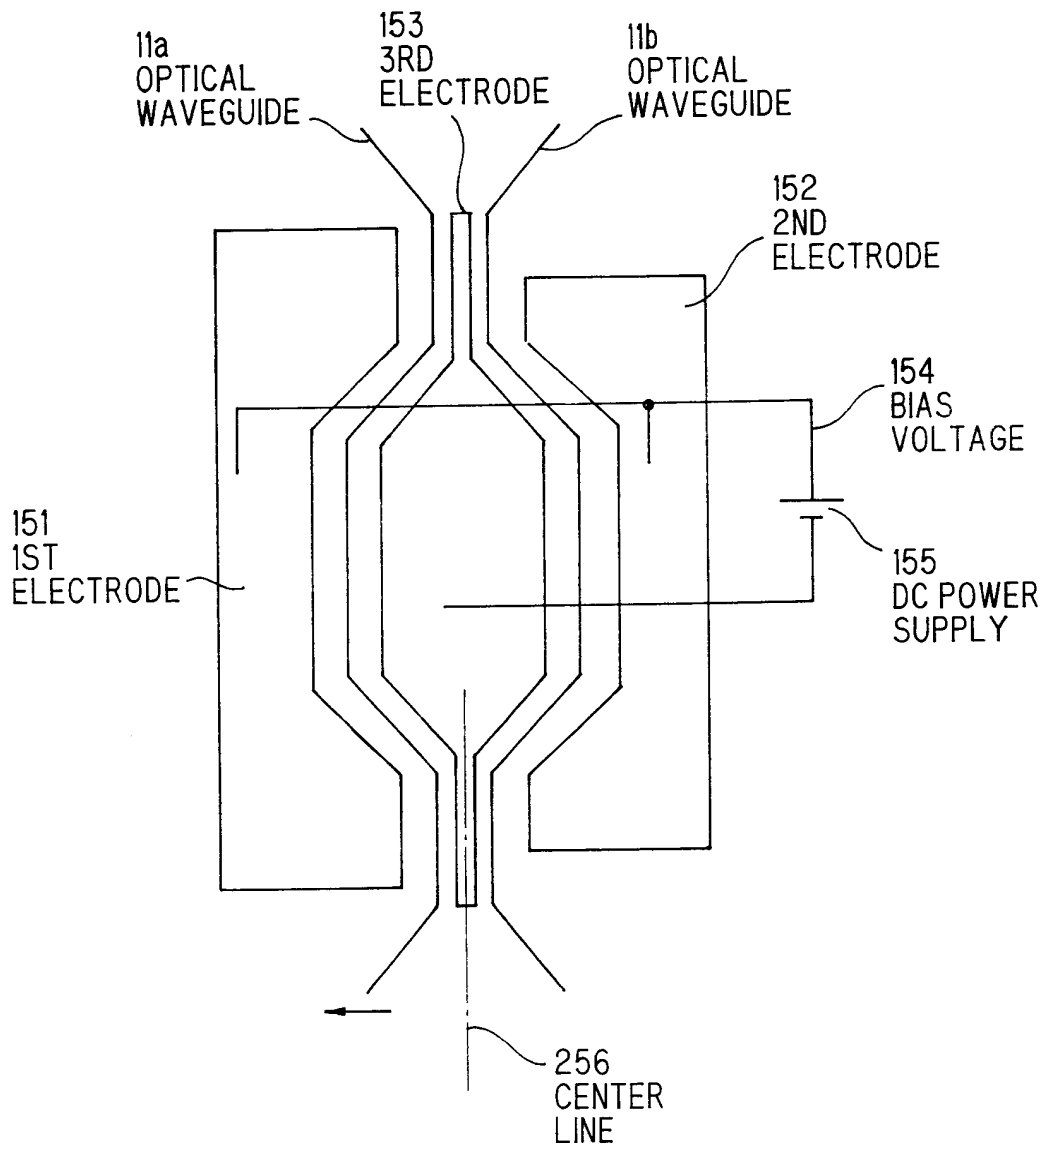 11a
OPTICAL
WAVEGUIDE
153
3RD
ELECTRODE
11b
OPTICAL
WAVEGUIDE
152
2ND
ELECTRODE
154
BIAS
VOLTAGE
151
1ST
ELECTRODE
155
DC POWER
SUPPLY
256
CENTER
LINE